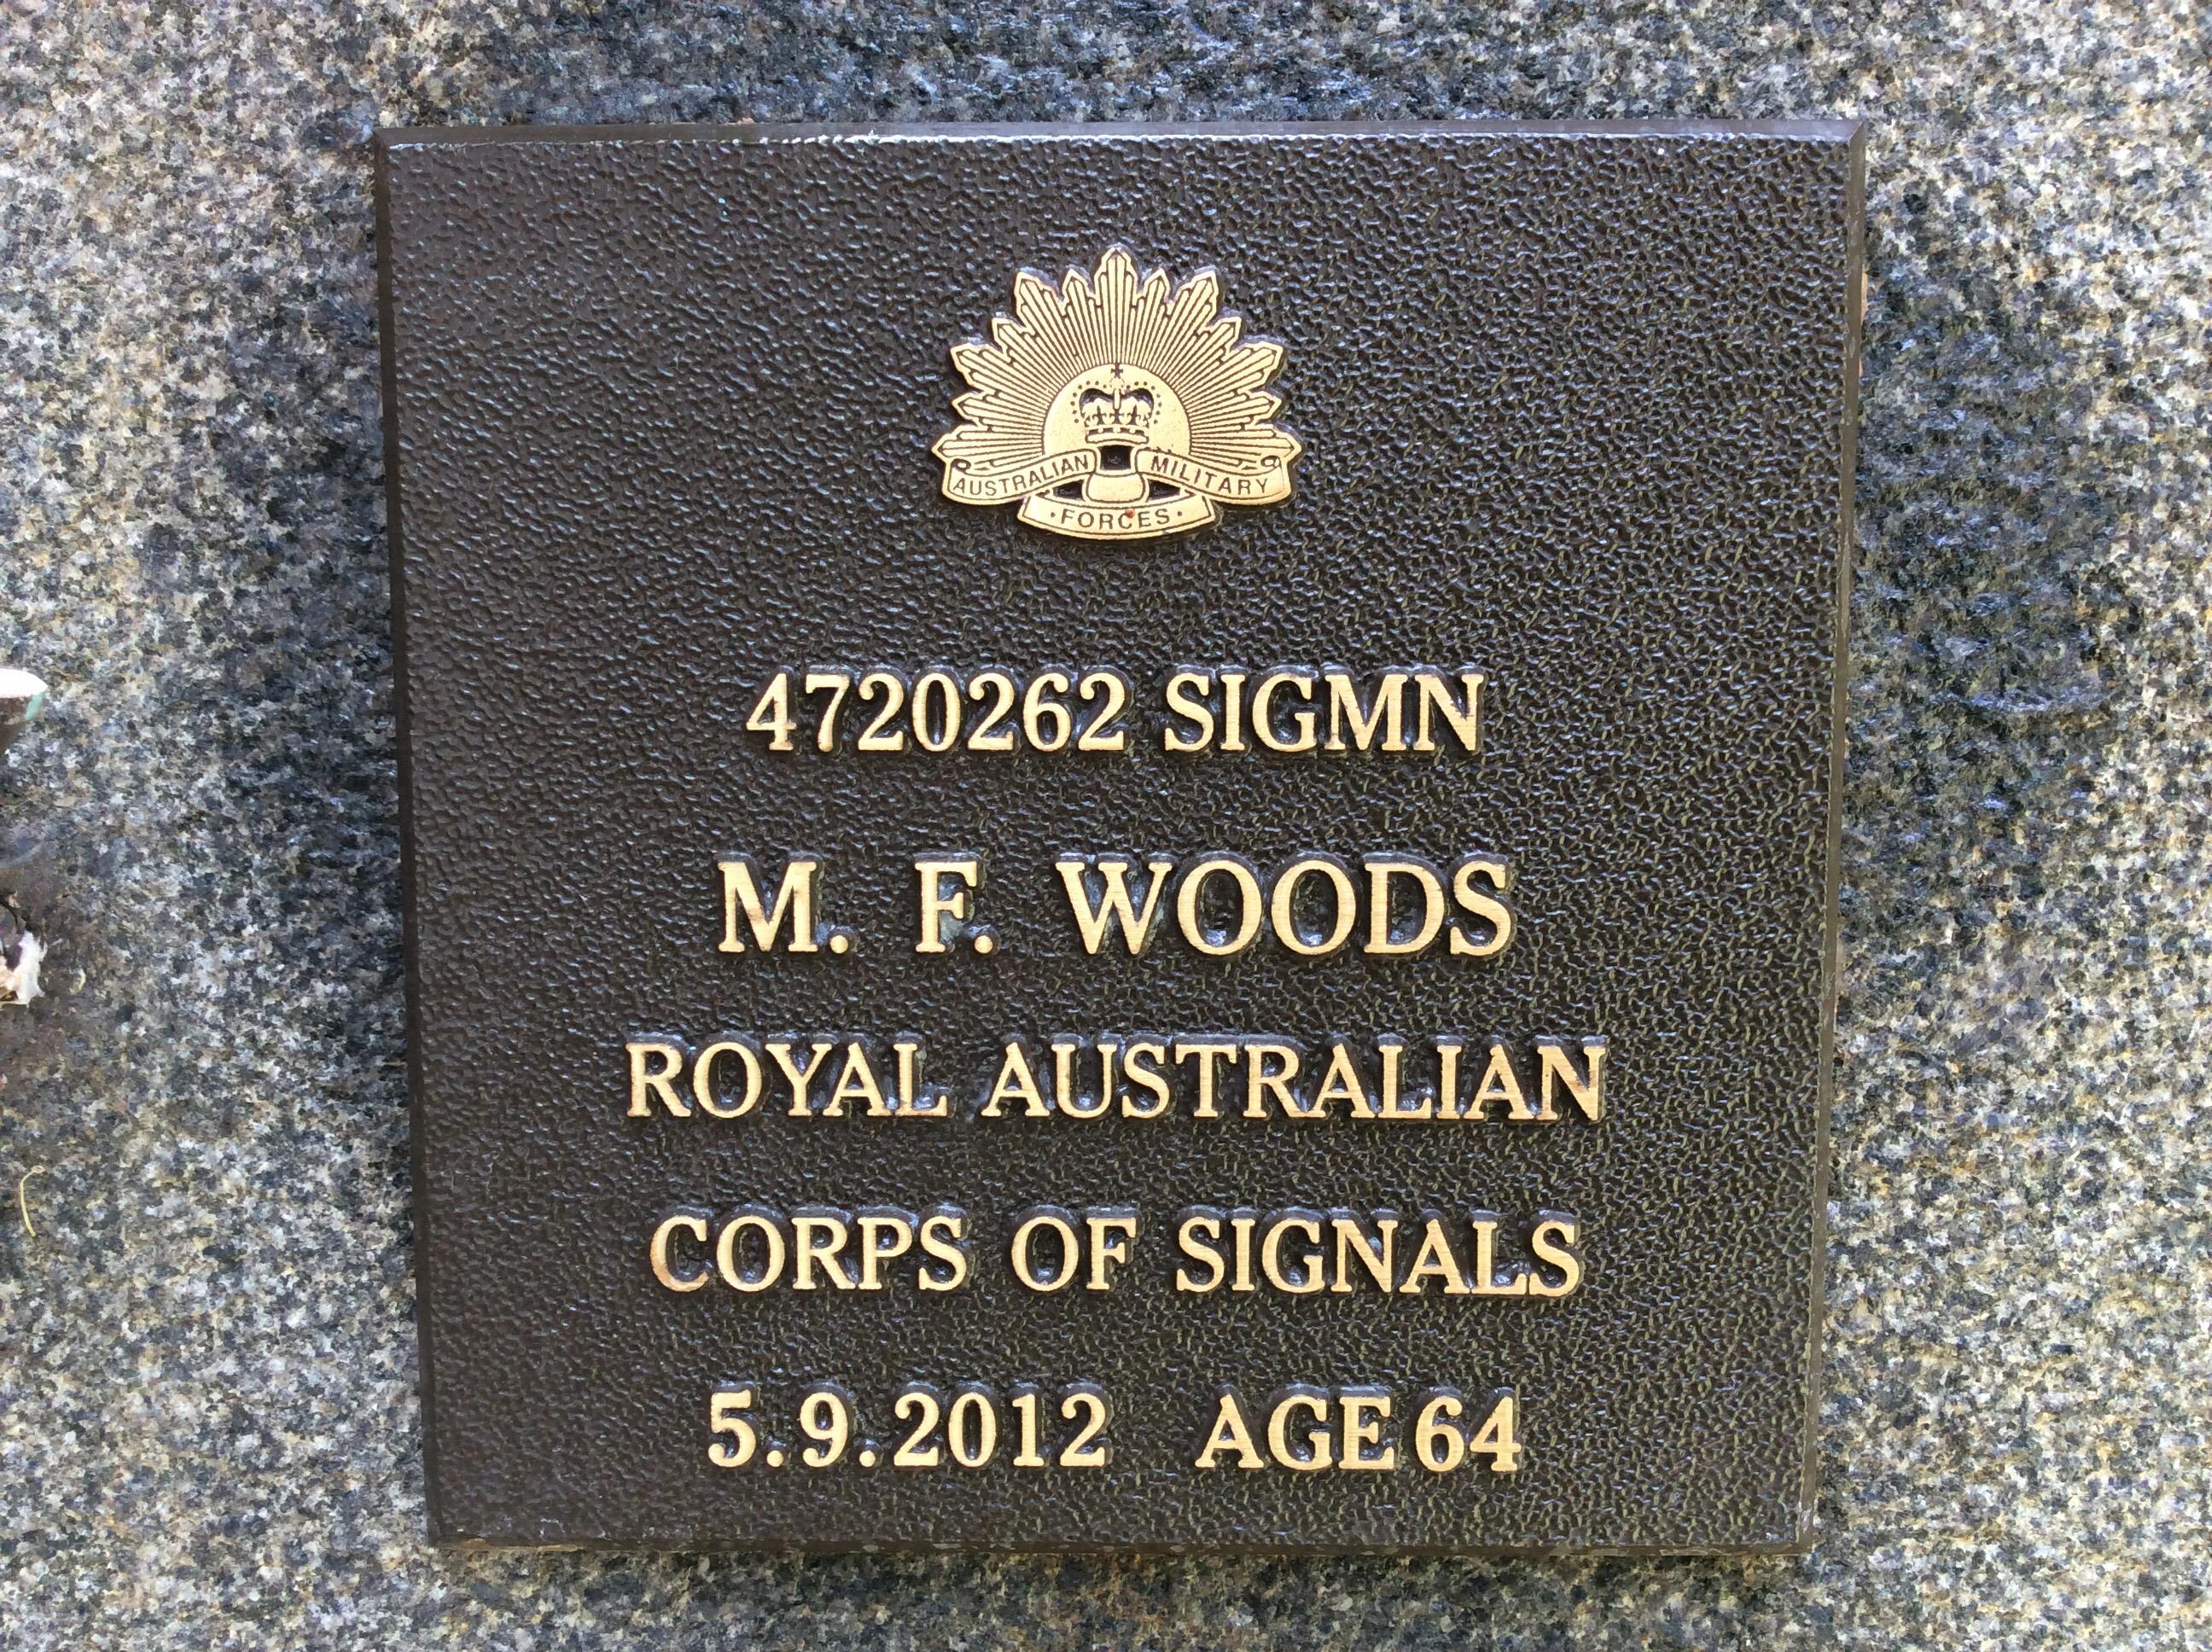 AUSTRALIAN MILITARY
·FORCES·
4720262 SIGMN
M. F. WOODS
ROYAL AUSTRALIAN
CORPS OF SIGNALS
5.9.2012 AGE 64